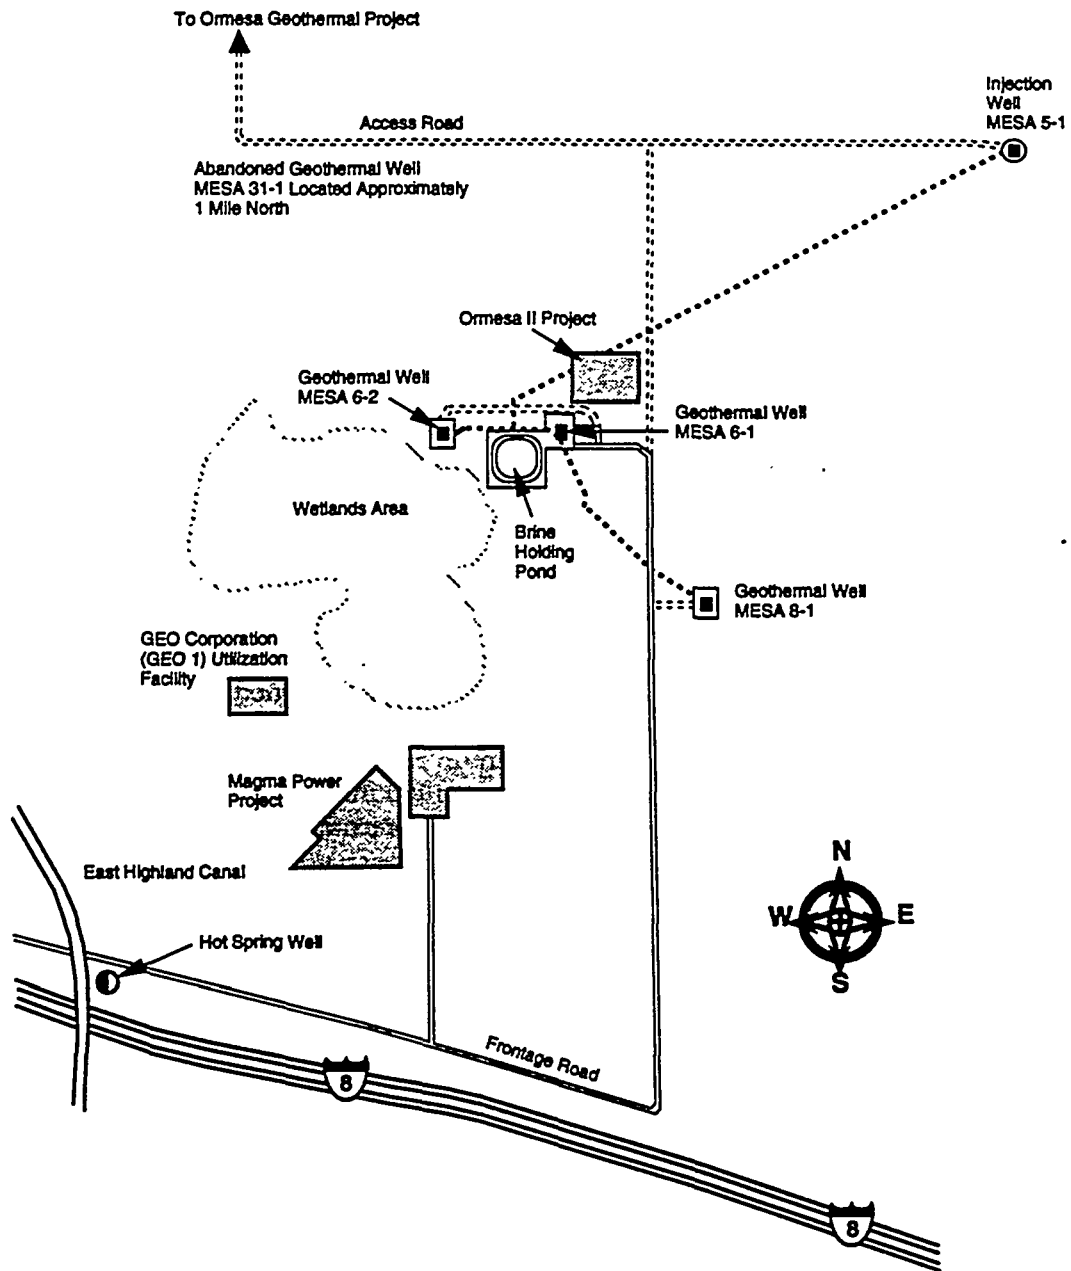 To Ormesa Geothermal Project
Injection
Well
MESA 5-1
Access Road
Abandoned Geothermal Well
MESA 31-1 Located Approximately
1 Mile North
Ormesa II Project
Geothermal Well
MESA 6-2
Geothermal Well
MESA 6-1
Wetlands Area
Brine
Holding
Pond
Geothermal Well
MESA 8-1
GEO Corporation
(GEO 1) Utilization
Facility
Magma Power
Project
East Highland Canal
N
W
E
S
Hot Spring Well
Frontage Road
8
8